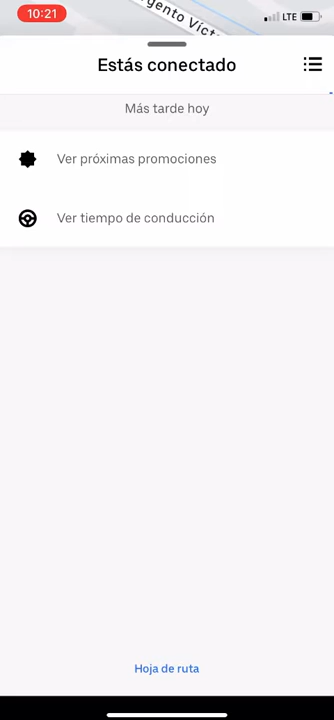 10:21
LTE
Estás conectado
Más tarde hoy
Ver próximas promociones
Ver tiempo de conducción
Hoja de ruta